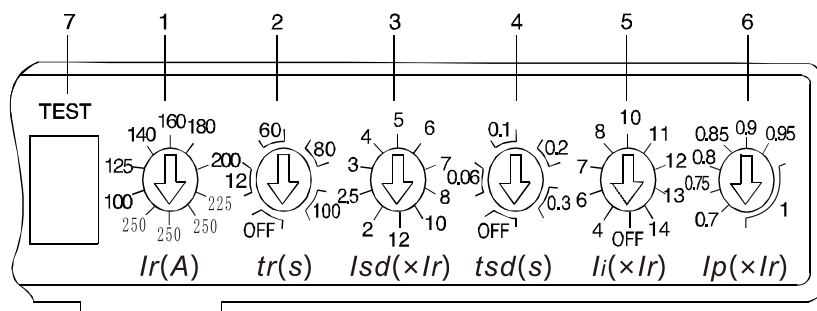 7 1 2 3 4 5 6
TEST
100 125 140 160 180 200 225 250 250 250
Ir(A)
12 60 80 100 OFF
tr(s)
2 2.5 3 4 5 6 7 8 10 12
Isd(×Ir)
0.06 0.1 0.2 0.3 OFF
tsd(s)
4 6 7 8 10 11 12 13 14 OFF
Ii(×Ir)
0.7 0.75 0.8 0.85 0.9 0.95 1
Ip(×Ir)